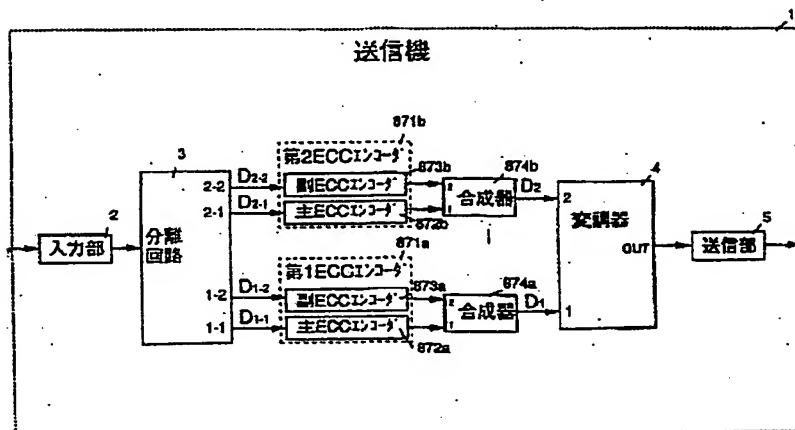 1
送信機
871b
3
第2ECCエンコーダ
873b
874b
4
2-2
D2-2
副ECCエンコーダ
2
合成器
D2
2
2-1
D2-1
主ECCエンコーダ
1
872b
変調器
2
5
入力部
分離
回路
871a
OUT
送信部
第1ECCエンコーダ
873a
874a
1-2
D1-2
副ECCエンコーダ
2
合成器
D1
1
1-1
D1-1
主ECCエンコーダ
1
872a